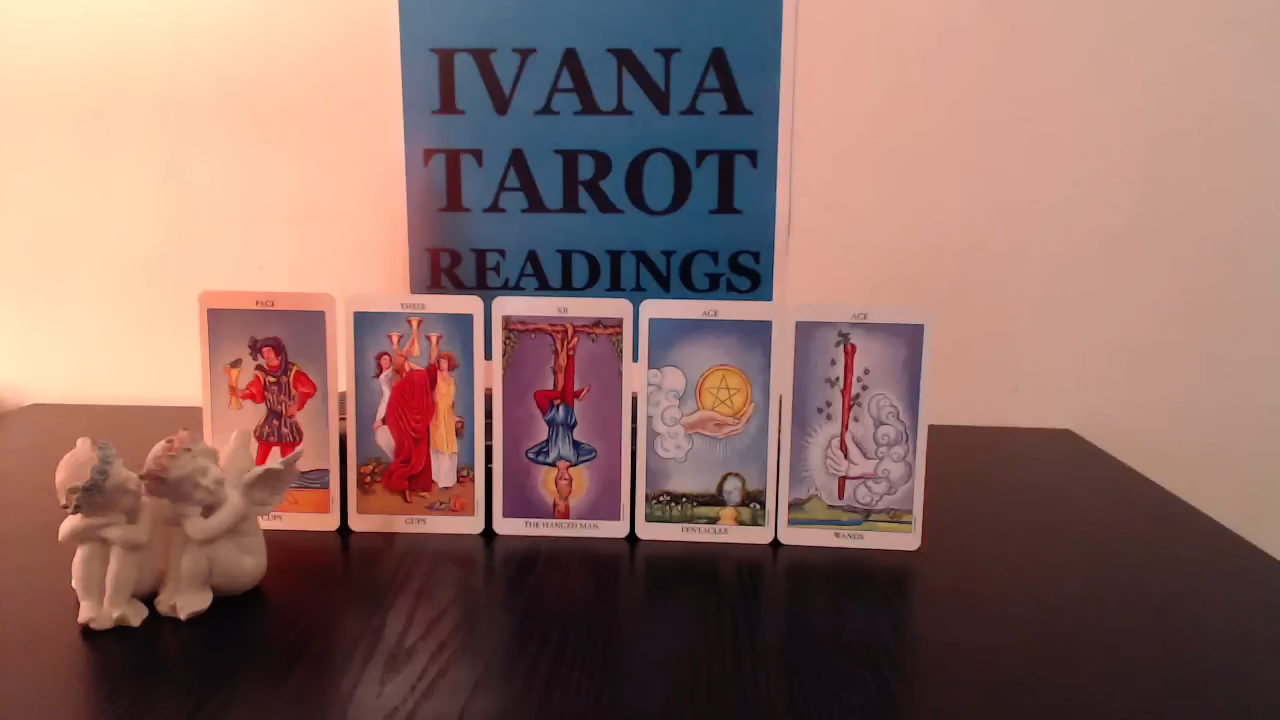 IVANA
TAROT
READINGS
PAGE
THREE
XII
ACE
ACE
CUPS
CUPS
THE HANGED MAN
PENTACLES
WANDS